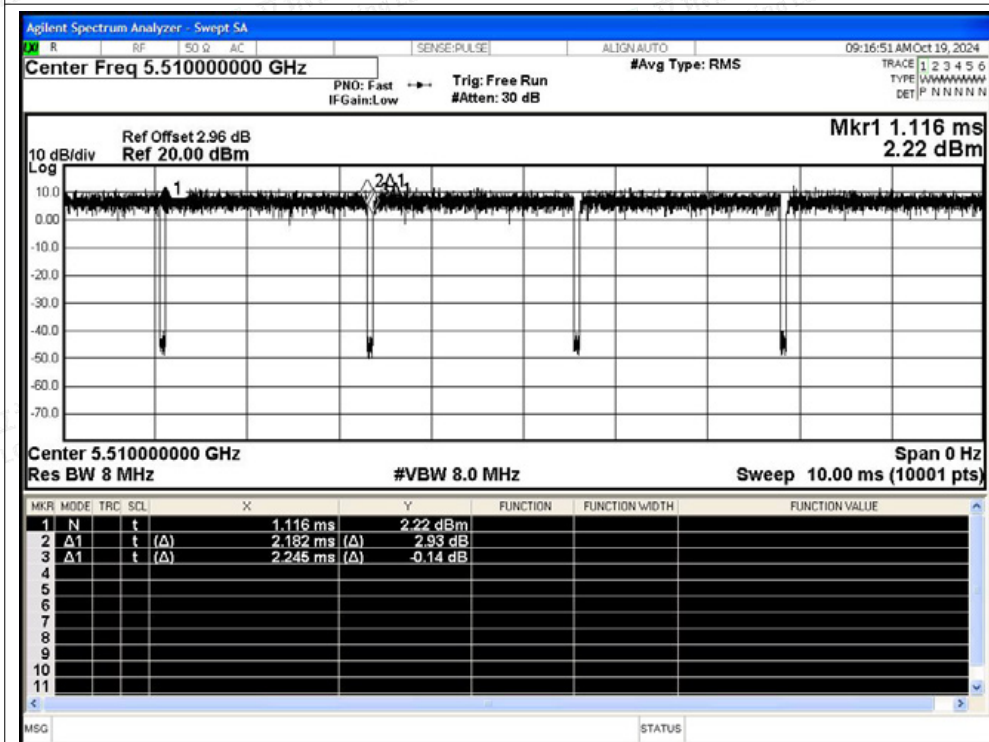 Agilent Spectrum Analyzer - Swept SA
LXI R RF 50 Ω AC SENSE:PULSE ALIGN AUTO 09:16:51 AM Oct 19, 2024
Center Freq 5.510000000 GHz #Avg Type: RMS TRACE 1 2 3 4 5 6
PNO: Fast Trig: Free Run TYPE WWWWWW
IFGain:Low #Atten: 30 dB DET P N N N N N
Mkr1 1.116 ms
Ref Offset 2.96 dB
10 dB/div Ref 20.00 dBm 2.22 dBm
Log
10.0
1 2Δ1
0.00
-10.0
-20.0
-30.0
-40.0
-50.0
-60.0
-70.0
Center 5.510000000 GHz Span 0 Hz
Res BW 8 MHz #VBW 8.0 MHz Sweep 10.00 ms (10001 pts)
MKR MODE TRC SCL X Y FUNCTION FUNCTION WIDTH FUNCTION VALUE
1 N t 1.116 ms 2.22 dBm
2 Δ1 t (Δ) 2.182 ms (Δ) 2.93 dB
3 Δ1 t (Δ) 2.245 ms (Δ) -0.14 dB
4
5
6
7
8
9
10
11
MSG STATUS